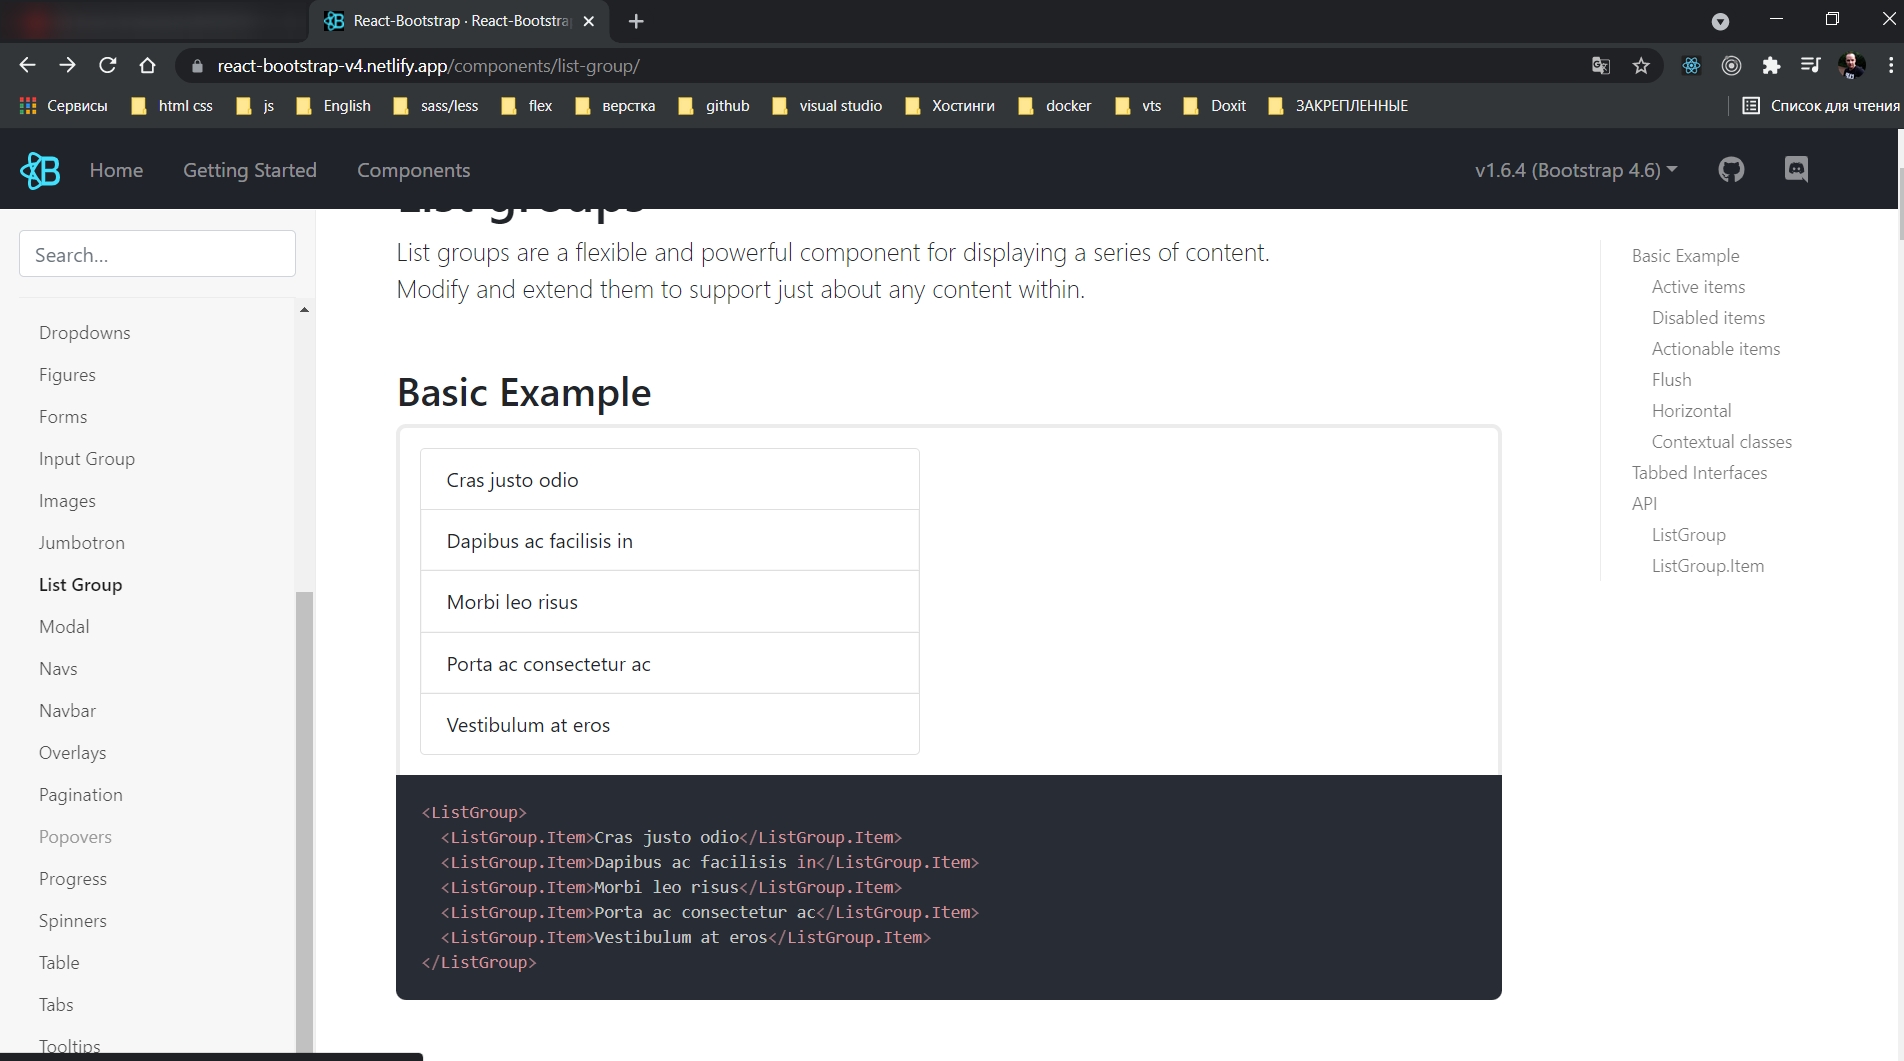 React-Bootstrap · React-Bootstra
react-bootstrap-v4.netlify.app/components/list-group/
Сервисы html css js English sass/less flex верстка github visual studio Хостинги docker vts Doxit ЗАКРЕПЛЕННЫЕ Список для чтения
B Home Getting Started Components v1.6.4 (Bootstrap 4.6)
Search...
Dropdowns
Figures
Forms
Input Group
Images
Jumbotron
List Group
Modal
Navs
Navbar
Overlays
Pagination
Popovers
Progress
Spinners
Table
Tabs
Tooltips
List groups
List groups are a flexible and powerful component for displaying a series of content.
Modify and extend them to support just about any content within.
Basic Example
Cras justo odio
Dapibus ac facilisis in
Morbi leo risus
Porta ac consectetur ac
Vestibulum at eros
<ListGroup>
  <ListGroup.Item>Cras justo odio</ListGroup.Item>
  <ListGroup.Item>Dapibus ac facilisis in</ListGroup.Item>
  <ListGroup.Item>Morbi leo risus</ListGroup.Item>
  <ListGroup.Item>Porta ac consectetur ac</ListGroup.Item>
  <ListGroup.Item>Vestibulum at eros</ListGroup.Item>
</ListGroup>
Basic Example
Active items
Disabled items
Actionable items
Flush
Horizontal
Contextual classes
Tabbed Interfaces
API
ListGroup
ListGroup.Item